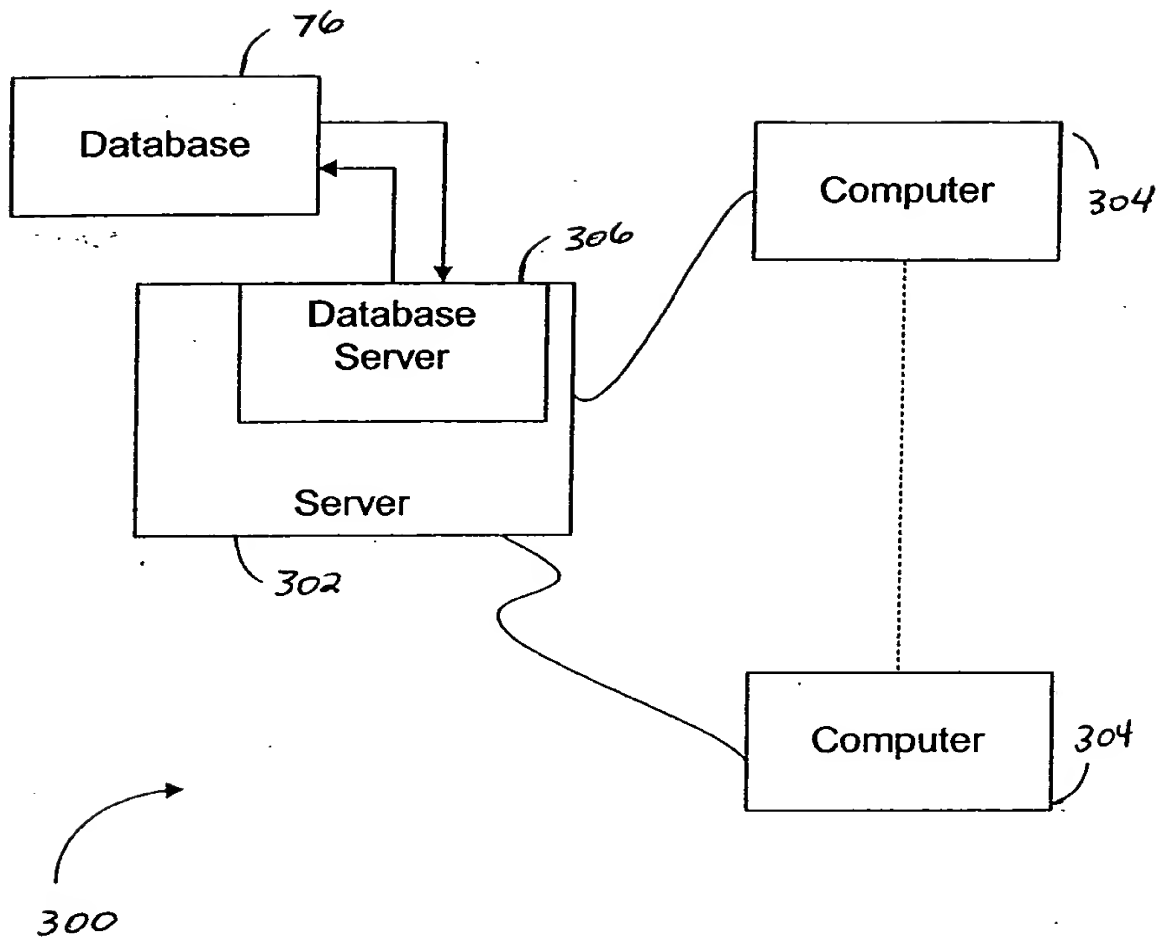 76
Database
Computer
304
306
Database
Server
Server
302
Computer
304
300